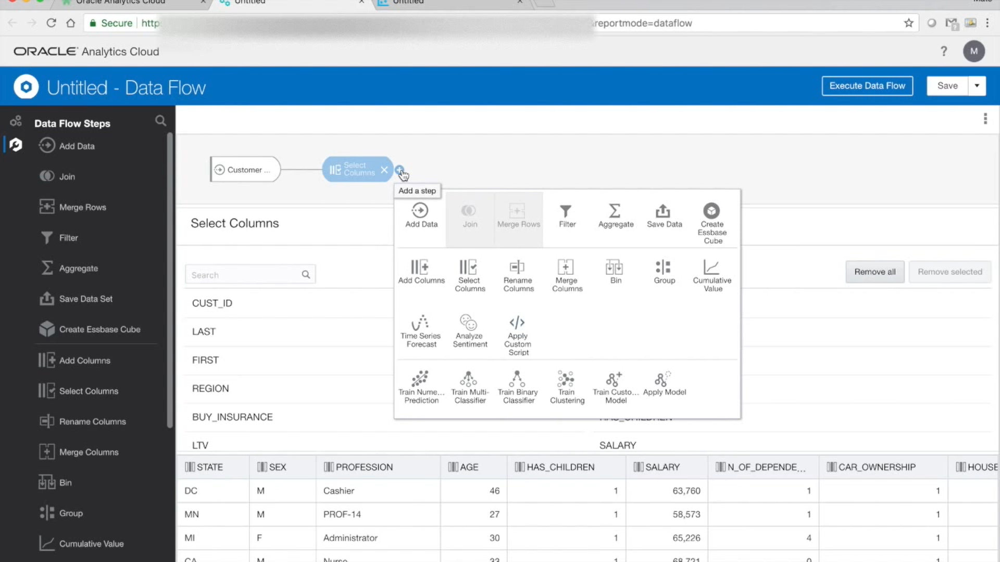 Oracle Analytics Cloud
Untitled
Untitled
Secure
http
&reportmode=dataflow
ORACLE Analytics Cloud
?
M
Untitled - Data Flow
Execute Data Flow
Save
Data Flow Steps
Add Data
Join
Merge Rows
Filter
Aggregate
Save Data Set
Create Essbase Cube
Add Columns
Select Columns
Rename Columns
Merge Columns
Bin
Group
Cumulative Value
Customer ...
Select
Columns
Add a step
Add Data
Join
Merge Rows
Filter
Aggregate
Save Data
Create
Essbase
Cube
Add Columns
Select
Columns
Rename
Columns
Merge
Columns
Bin
Group
Cumulative
Value
Time Series
Forecast
Analyze
Sentiment
Apply
Custom
Script
Train Nume...
Prediction
Train Multi-
Classifier
Train Binary
Classifier
Train
Clustering
Train Custo...
Model
Apply Model
Select Columns
Search
Remove all
Remove selected
CUST_ID
LAST
FIRST
REGION
BUY_INSURANCE
HAS_CHILDREN
LTV
SALARY
STATE SEX PROFESSION AGE HAS_CHILDREN SALARY N_OF_DEPENDE... CAR_OWNERSHIP HOUSE
DC M Cashier 46 1 63,760 1 1
MN M PROF-14 27 1 58,573 1 1
MI F Administrator 30 1 65,226 4 1
CA M Nurse 33 1 68,721 0 1